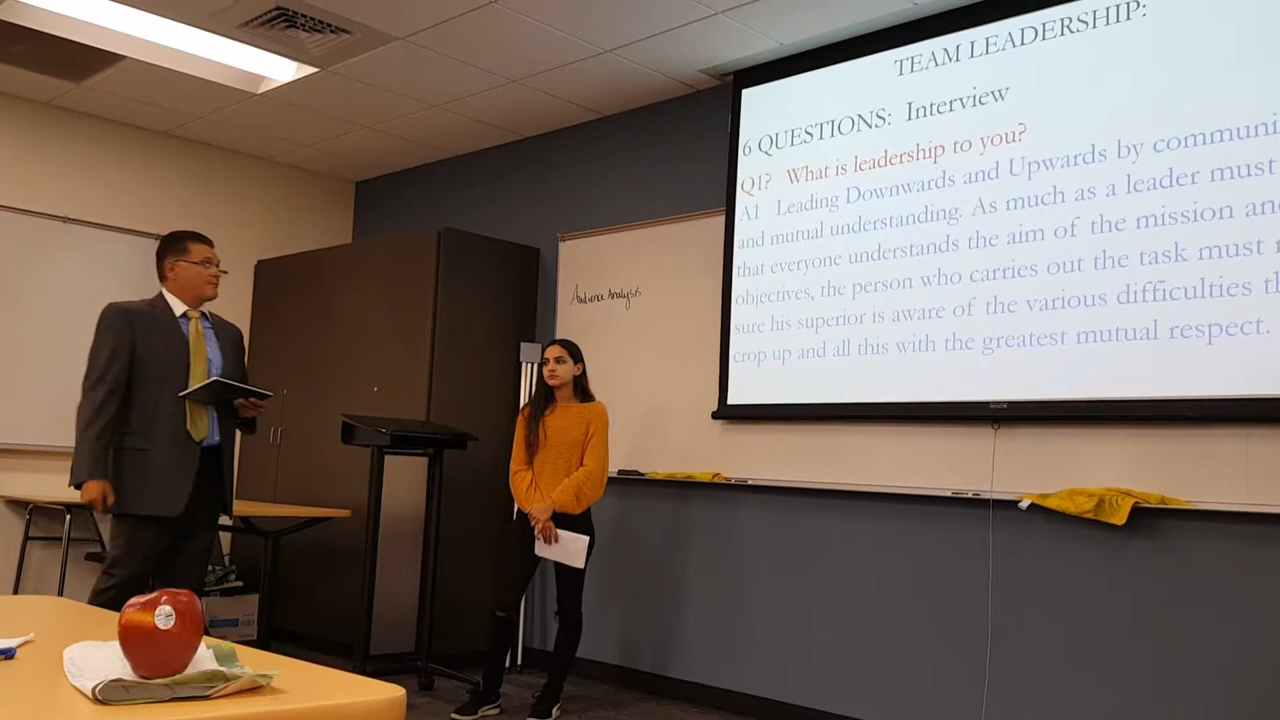 TEAM LEADERSHIP:
6 QUESTIONS: Interview
Q1? What is leadership to you?
A1 Leading Downwards and Upwards by communi
and mutual understanding. As much as a leader must
that everyone understands the aim of the mission an
objectives, the person who carries out the task must
sure his superior is aware of the various difficulties th
crop up and all this with the greatest mutual respect.
Audience Analysis